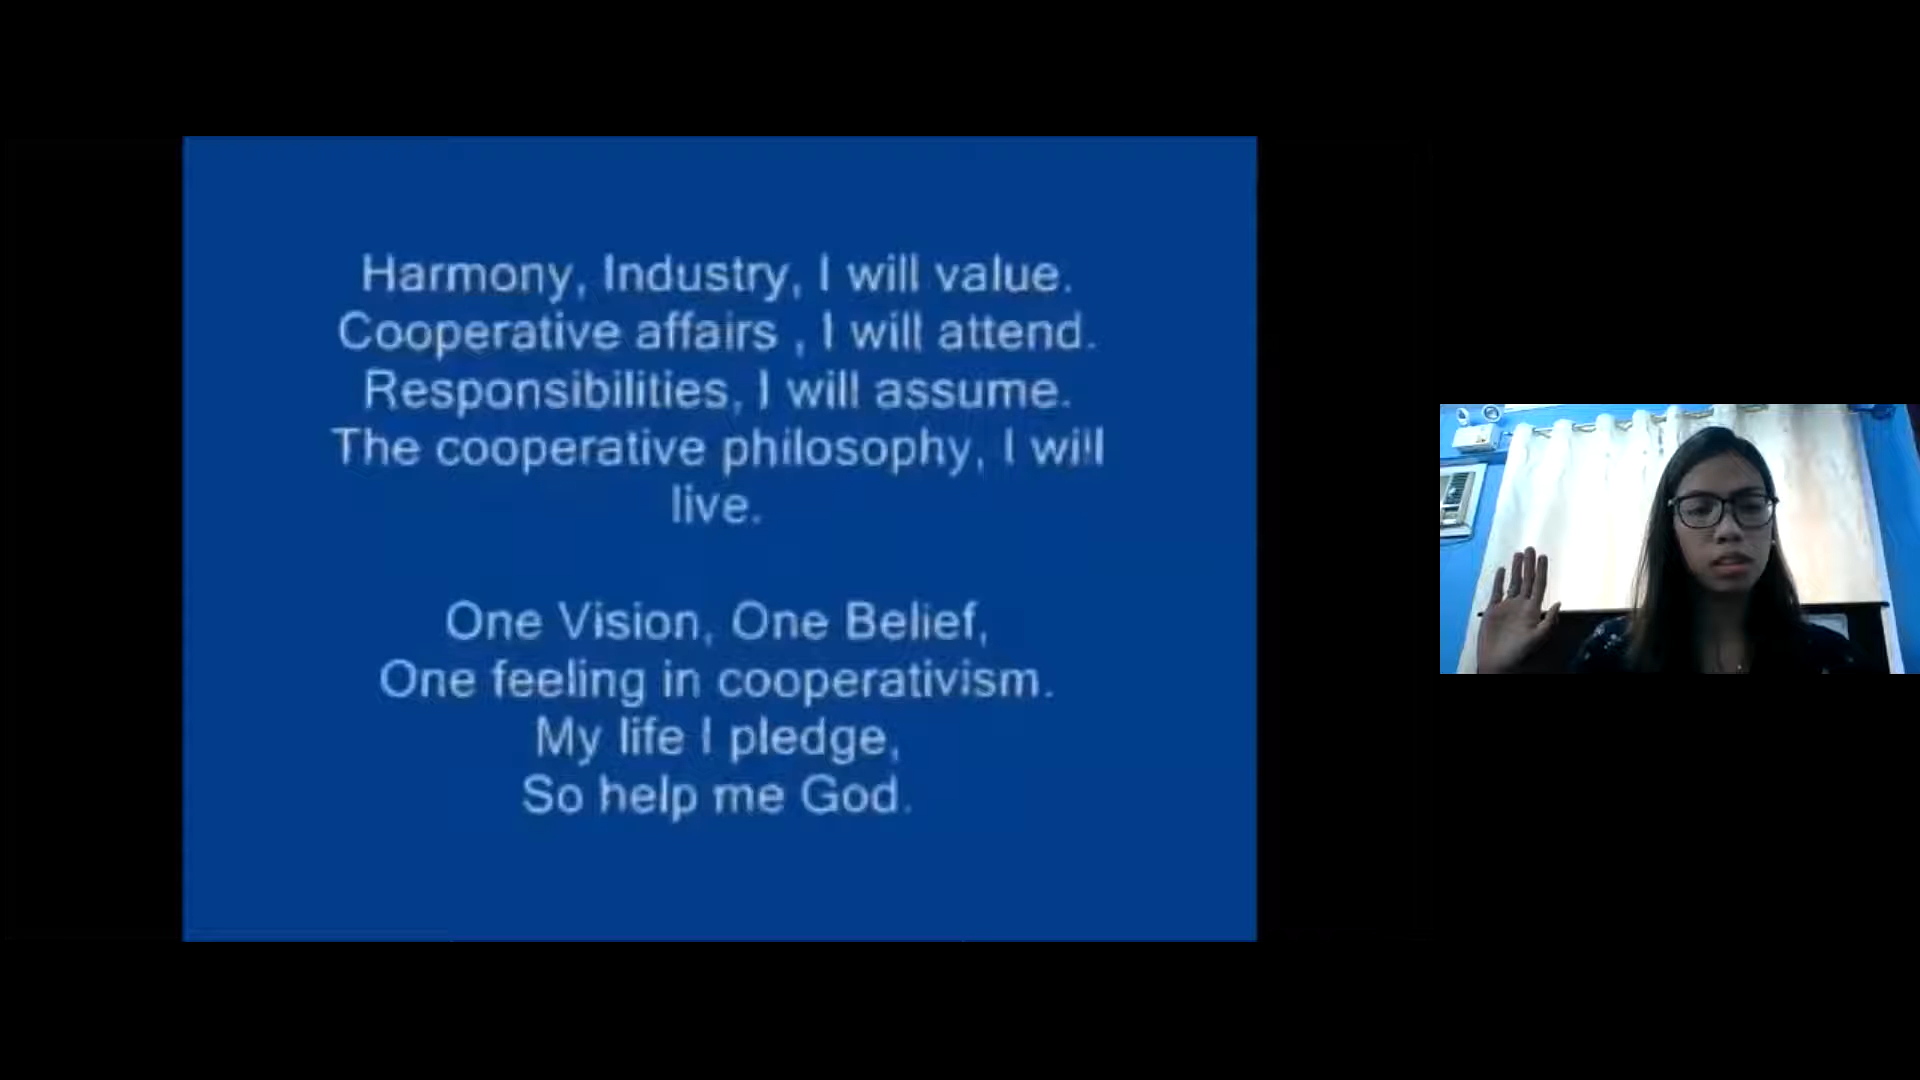 Harmony, Industry, I will value.
Cooperative affairs , I will attend.
Responsibilities, I will assume.
The cooperative philosophy, I will
live.
One Vision, One Belief,
One feeling in cooperativism.
My life I pledge,
So help me God.